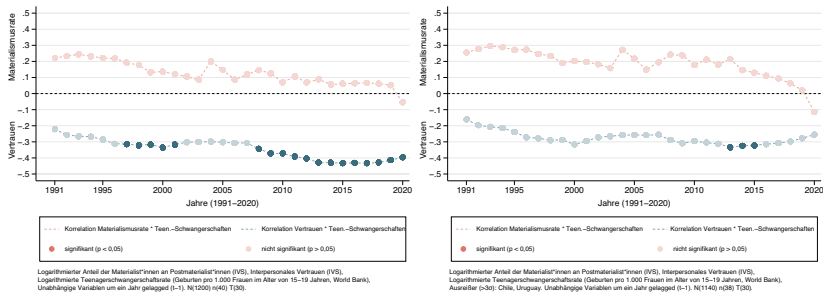 .5
.4
.3
.2
.1
0
-.1
-.2
-.3
-.4
-.5
Materialismusrate
Vertrauen
1991
1995
2000
2005
2010
2015
2020
Jahre (1991–2020)
Korrelation Materialismusrate * Teen.–Schwangerschaften
Korrelation Vertrauen * Teen.–Schwangerschaften
signifikant (p < 0,05)
nicht signifikant (p > 0,05)
Logarithmierter Anteil der Materialist*innen an Postmaterialist*innen (IVS), Interpersonales Vertrauen (IVS),
Logarithmierte Teenagerschwangerschaftsrate (Geburten pro 1.000 Frauen im Alter von 15–19 Jahren, World Bank),
Unabhängige Variablen um ein Jahr gelagged (t–1). N(1200) n(40) T(30).
.5
.4
.3
.2
.1
0
-.1
-.2
-.3
-.4
-.5
Materialismusrate
Vertrauen
1991
1995
2000
2005
2010
2015
2020
Jahre (1991–2020)
Korrelation Materialismusrate * Teen.–Schwangerschaften
Korrelation Vertrauen * Teen.–Schwangerschaften
signifikant (p < 0,05)
nicht signifikant (p > 0,05)
Logarithmierter Anteil der Materialist*innen an Postmaterialist*innen (IVS), Interpersonales Vertrauen (IVS),
Logarithmierte Teenagerschwangerschaftsrate (Geburten pro 1.000 Frauen im Alter von 15–19 Jahren, World Bank),
Ausreißer (>3σ): Chile, Uruguay. Unabhängige Variablen um ein Jahr gelagged (t–1). N(1140) n(38) T(30).